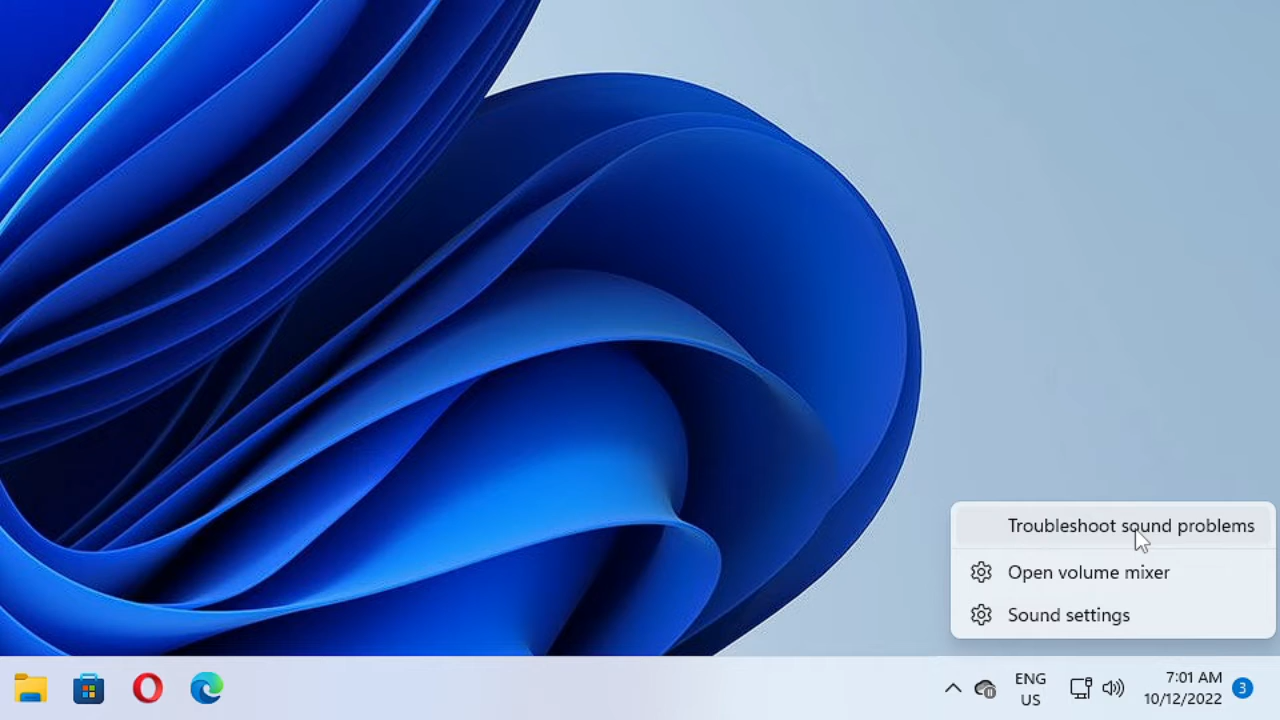 Troubleshoot sound problems
Open volume mixer
Sound settings
ENG
US
7:01 AM
10/12/2022
3